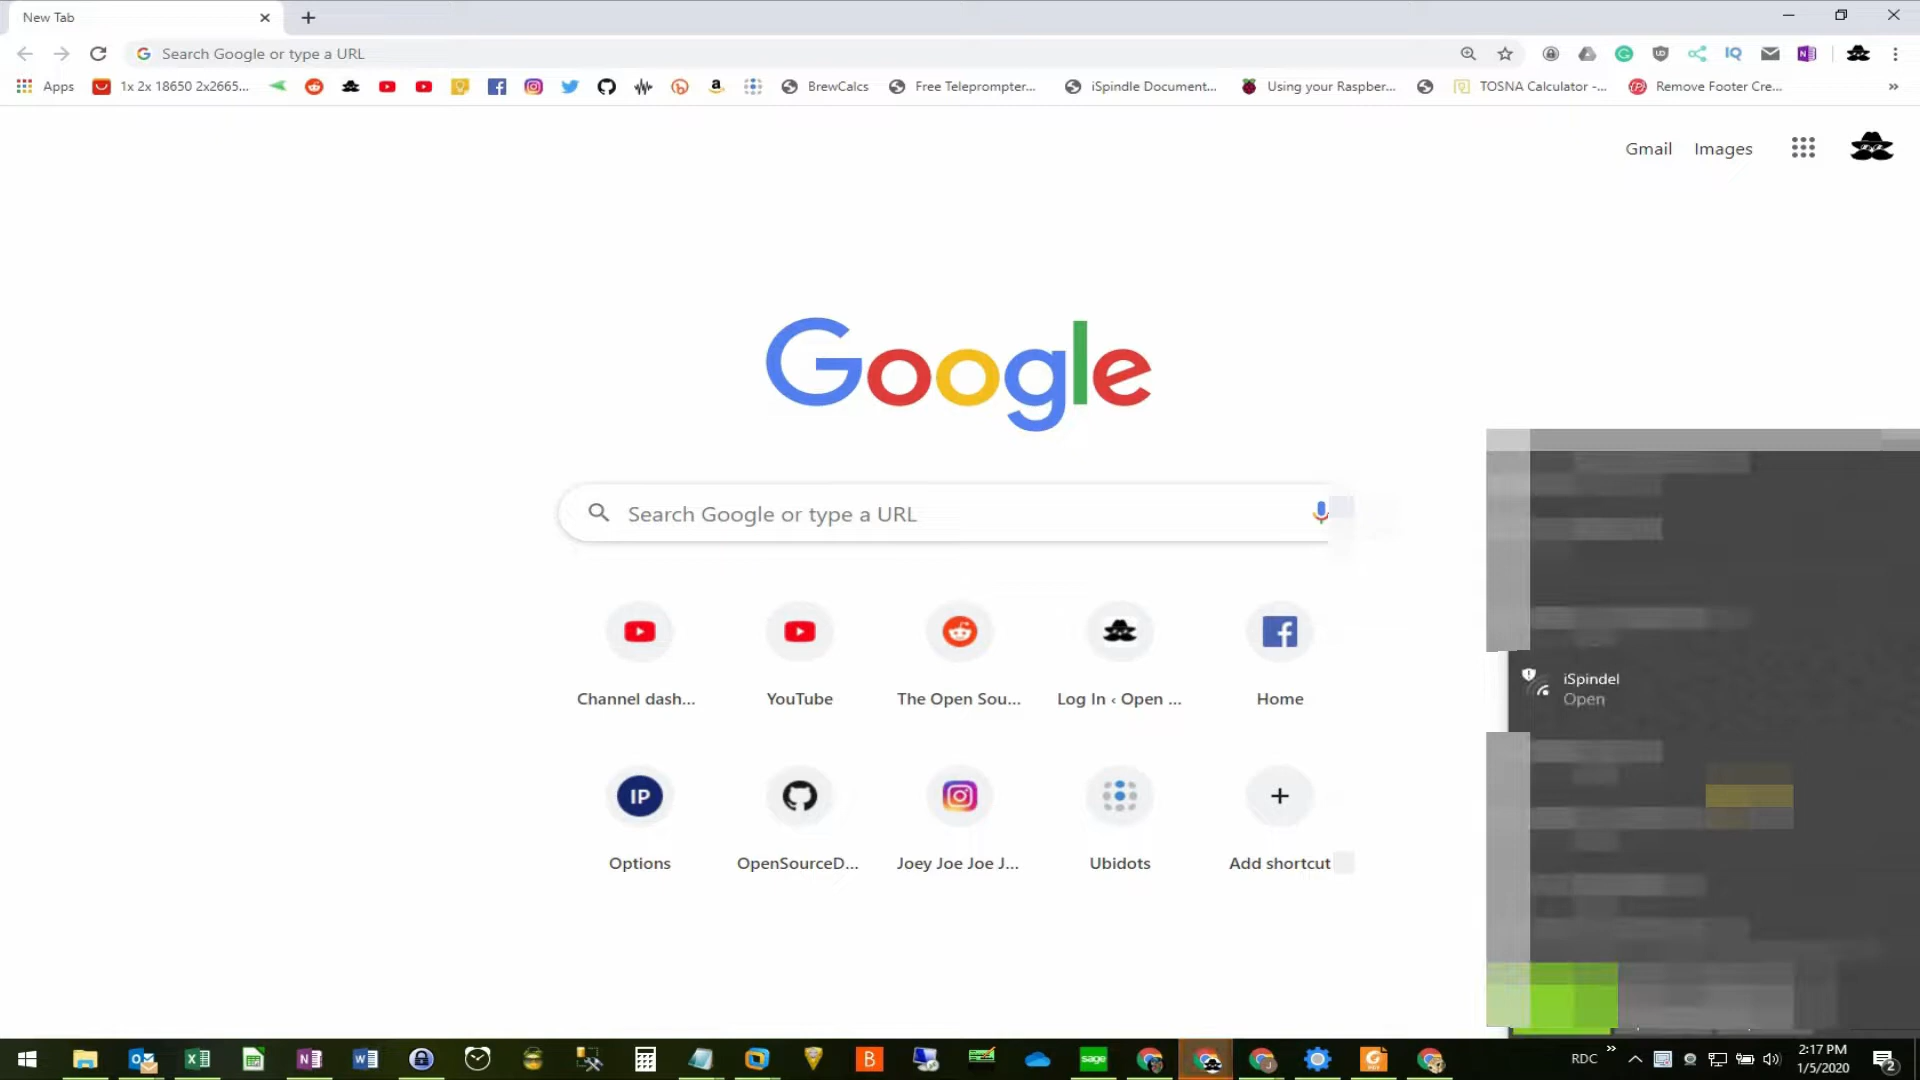 New Tab
Search Google or type a URL
Apps
1x 2x 18650 2x2665...
BrewCalcs
Free Teleprompter...
iSpindle Document...
Using your Raspber...
TOSNA Calculator -...
Remove Footer Cre...
»
Gmail
Images
Google
Search Google or type a URL
Channel dash...
YouTube
The Open Sou...
Log In ‹ Open ...
Home
iSpindel
Open
IP
Options
OpenSourceD...
Joey Joe Joe J...
Ubidots
Add shortcut
RDC
2:17 PM
1/5/2020
sage
B
2